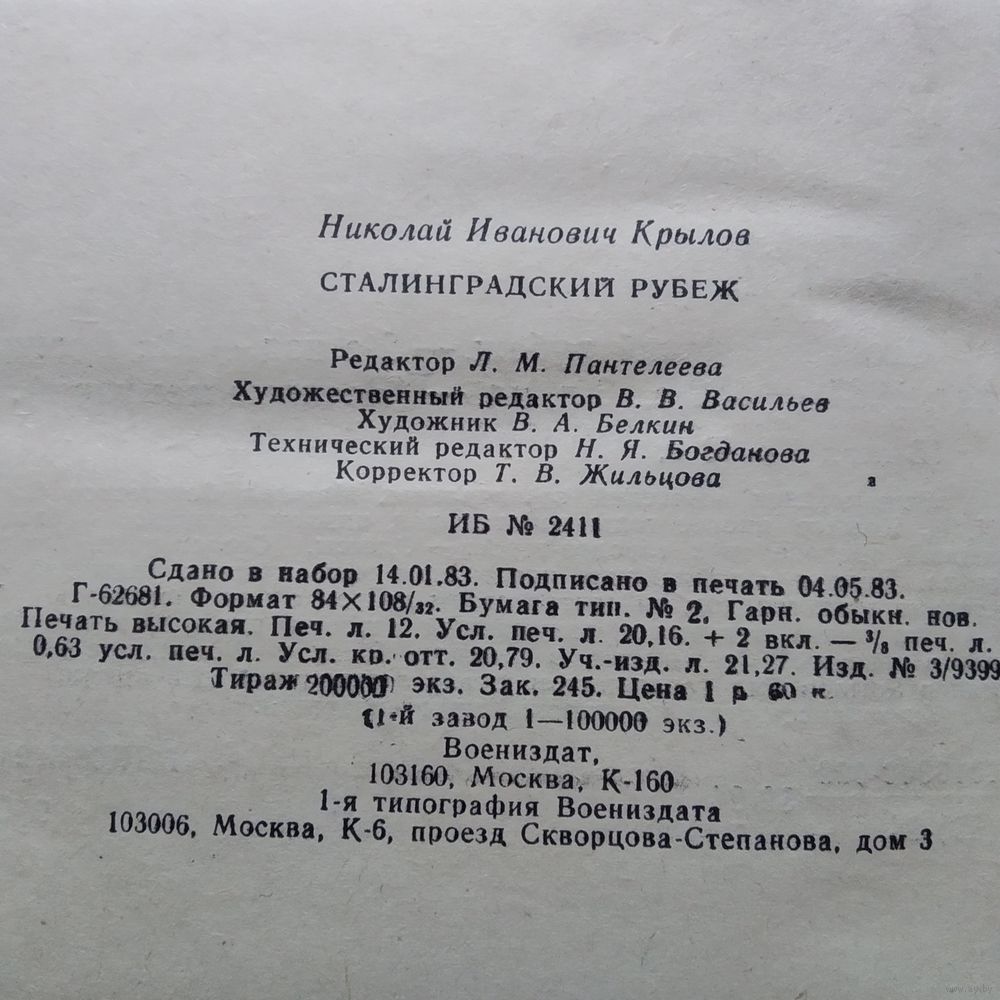 Николай Иванович Крылов
СТАЛИНГРАДСКИЙ РУБЕЖ
Редактор Л. М. Пантелеева
Художественный редактор В. В. Васильев
Художник В. А. Белкин
Технический редактор Н. Я. Богданова
Корректор Т. В. Жильцова
ИБ № 2411
Сдано в набор 14.01.83. Подписано в печать 04.05.83.
Г-62681. Формат 84×108/32. Бумага тип. № 2. Гарн. обыкн. нов.
Печать высокая. Печ. л. 12. Усл. печ. л. 20,16. + 2 вкл. — 3/8 печ. л.
0,63 усл. печ. л. Усл. кр. отт. 20,79. Уч.-изд. л. 21,27. Изд. № 3/9399
Тираж 200000 экз. Зак. 245. Цена 1 р. 60 к.
(1-й завод 1—100000 экз.)
Воениздат,
103160, Москва, К-160
1-я типография Воениздата
103006, Москва, К-6, проезд Скворцова-Степанова, дом 3